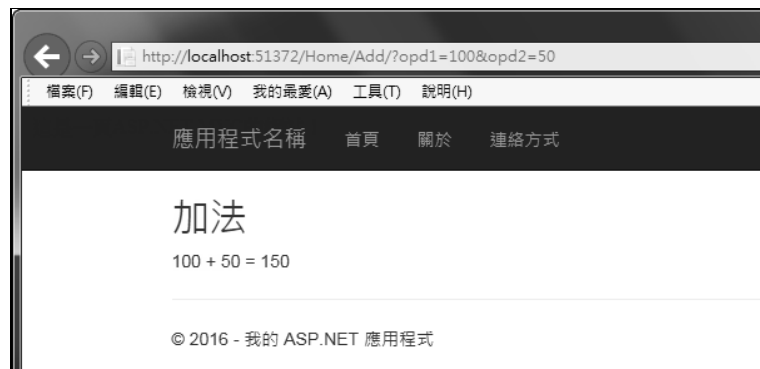 http://localhost:51372/Home/Add/?opd1=100&opd2=50
檔案(F) 編輯(E) 檢視(V) 我的最愛(A) 工具(T) 說明(H)
應用程式名稱 首頁 關於 連絡方式
加法
100 + 50 = 150
© 2016 - 我的 ASP.NET 應用程式